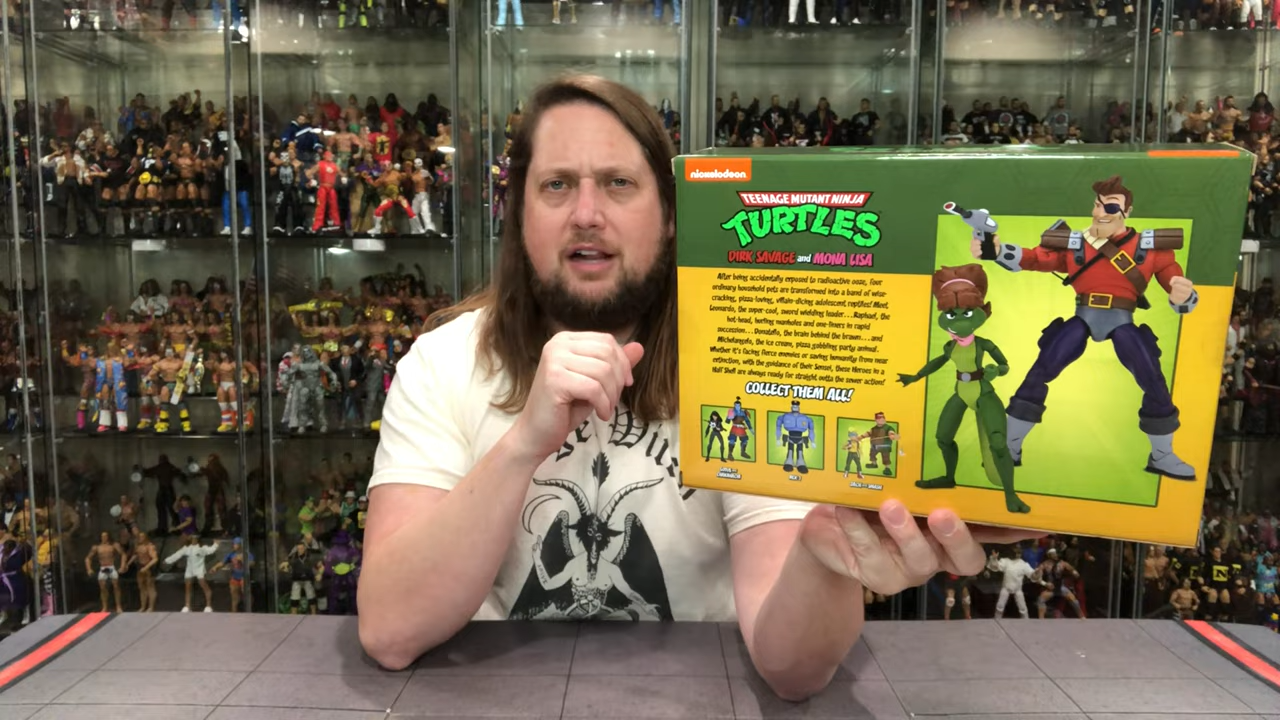 nickelodeon
TEENAGE MUTANT NINJA
TURTLES
DIRK SAVAGE and MONA LISA
After being accidentally exposed to radioactive ooze, four
ordinary household pets are transformed into a band of wise-
cracking, pizza-loving, villain-dicing adolescent reptiles! Meet,
Leonardo, the super-cool, sword wielding leader...Raphael, the
hot-head, hurling manholes and one-liners in rapid
succession...Donatello, the brain behind the brawn...and
Michelangelo, the ice cream, pizza gobbling party animal.
Whether it's facing fierce enemies or saving humanity from near
extinction, with the guidance of their Sensei, these Heroes in a
Half Shell are always ready for straight outta the sewer action!
COLLECT THEM ALL!